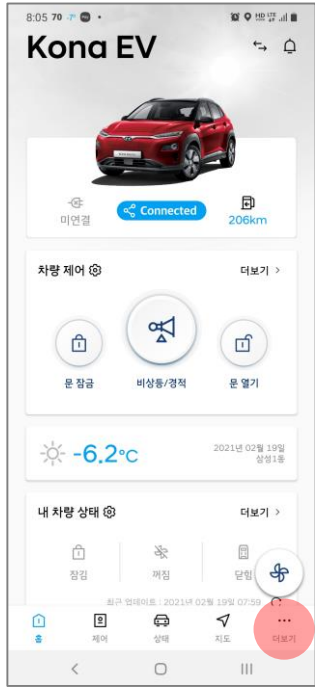 8:05 70
Kona EV
미연결
Connected
206km
차량 제어
더보기 >
문 잠금
비상등/경적
문 열기
-6.2°C
2021년 02월 19일
삼성1동
내 차량 상태
더보기 >
잠김
꺼짐
닫힘
최근 업데이트 : 2021년 02월 19일 07:59
홈
제어
상태
지도
더보기